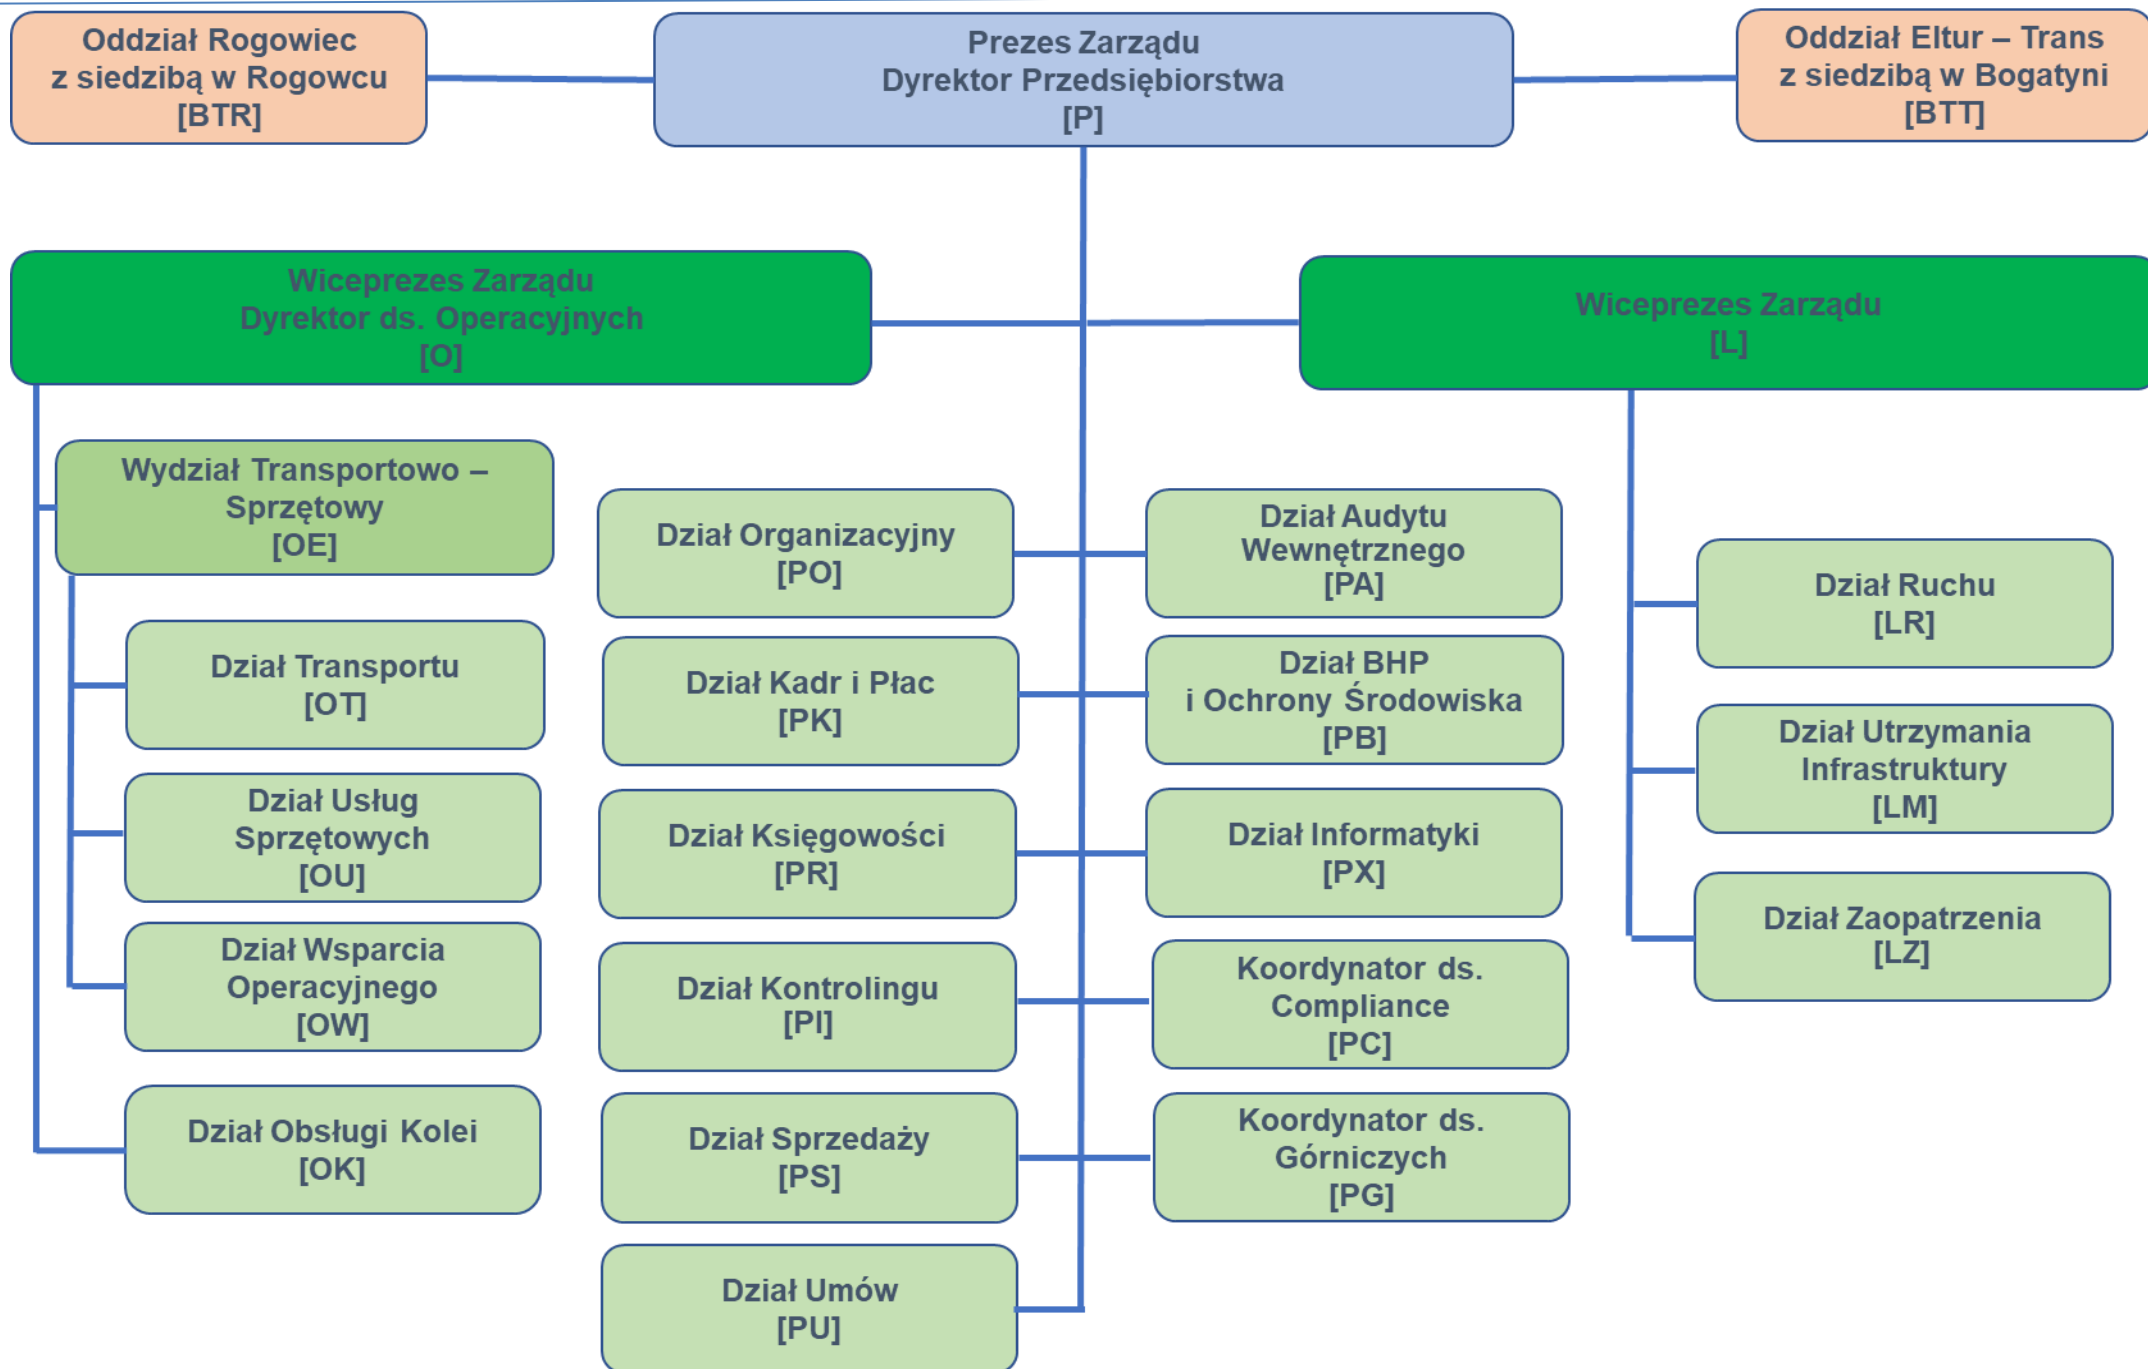 Oddział Rogowiec
z siedzibą w Rogowcu
[BTR]
Prezes Zarządu
Dyrektor Przedsiębiorstwa
[P]
Oddział Eltur – Trans
z siedzibą w Bogatyni
[BTT]
Wiceprezes Zarządu
Dyrektor ds. Operacyjnych
[O]
Wiceprezes Zarządu
[L]
Wydział Transportowo –
Sprzętowy
[OE]
Dział Transportu
[OT]
Dział Usług
Sprzętowych
[OU]
Dział Wsparcia
Operacyjnego
[OW]
Dział Obsługi Kolei
[OK]
Dział Organizacyjny
[PO]
Dział Kadr i Płac
[PK]
Dział Księgowości
[PR]
Dział Kontrolingu
[PI]
Dział Sprzedaży
[PS]
Dział Umów
[PU]
Dział Audytu
Wewnętrznego
[PA]
Dział BHP
i Ochrony Środowiska
[PB]
Dział Informatyki
[PX]
Koordynator ds.
Compliance
[PC]
Koordynator ds.
Górniczych
[PG]
Dział Ruchu
[LR]
Dział Utrzymania
Infrastruktury
[LM]
Dział Zaopatrzenia
[LZ]